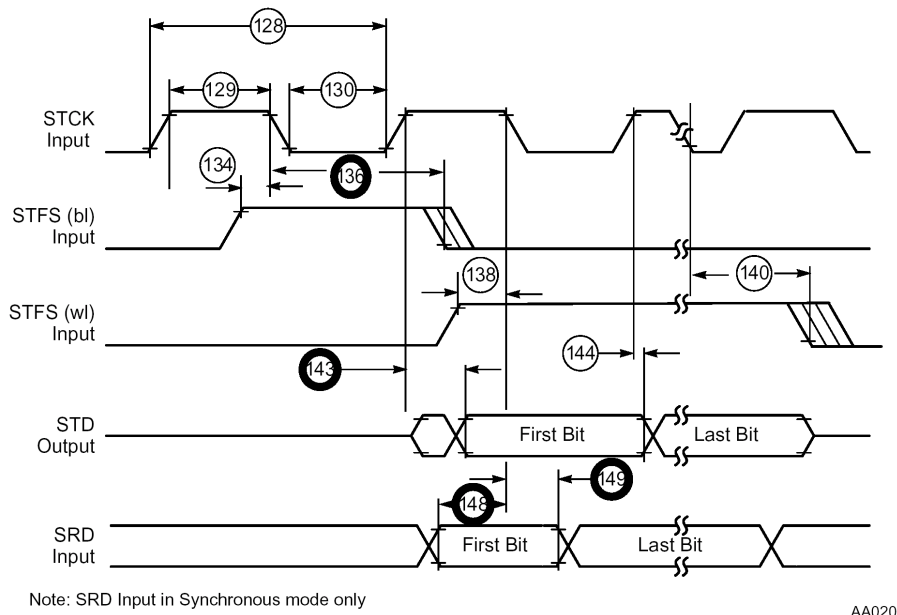 128
129
130
STCK
Input
134
136
STFS (bl)
Input
138
140
STFS (wl)
Input
143
144
STD
Output
First Bit
Last Bit
149
148
SRD
Input
First Bit
Last Bit
Note: SRD Input in Synchronous mode only
AA020